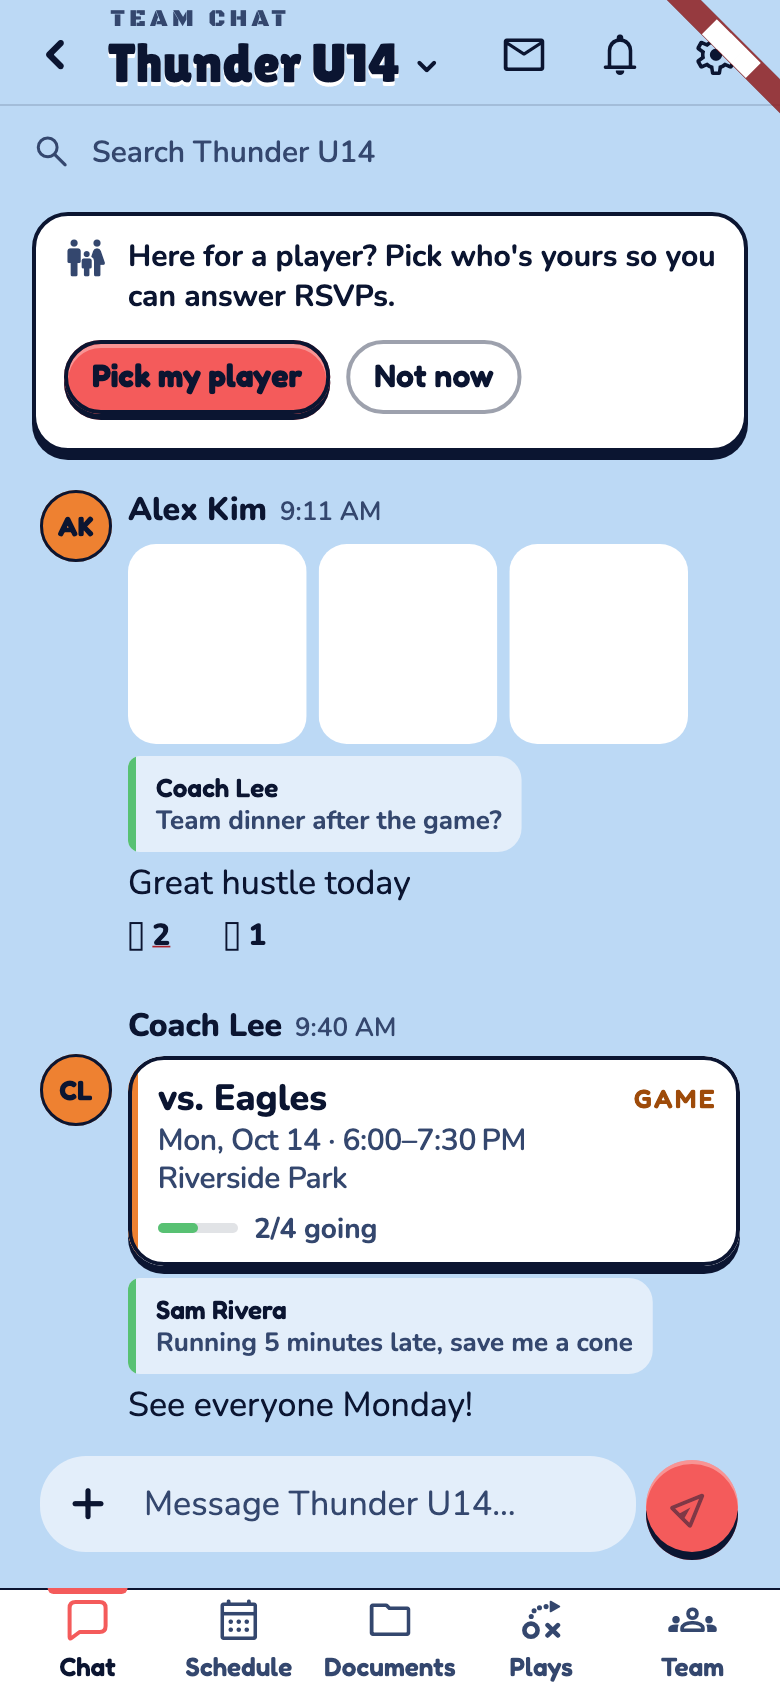 TEAM CHAT
Thunder U14
Search Thunder U14
Here for a player? Pick who's yours so you
can answer RSVPs.
Pick my player
Not now
AK
Alex Kim 9:11 AM
Coach Lee
Team dinner after the game?
Great hustle today
2 1
Coach Lee 9:40 AM
CL
vs. Eagles
GAME
Mon, Oct 14 · 6:00–7:30 PM
Riverside Park
2/4 going
Sam Rivera
Running 5 minutes late, save me a cone
See everyone Monday!
Message Thunder U14...
Chat
Schedule
Documents
Plays
Team